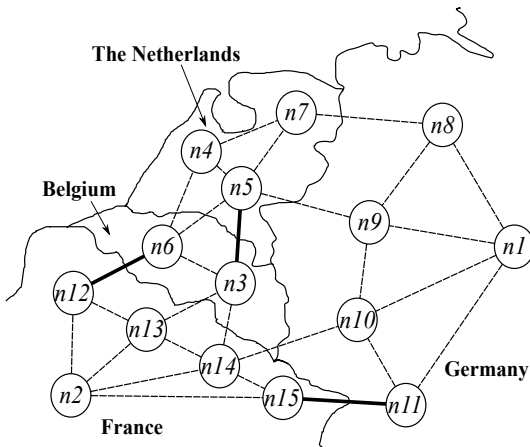 The Netherlands
n7
n8
n4
n5
Belgium
n9
n6
n1
n3
n12
n10
n13
n14
Germany
n2
n15
n11
France